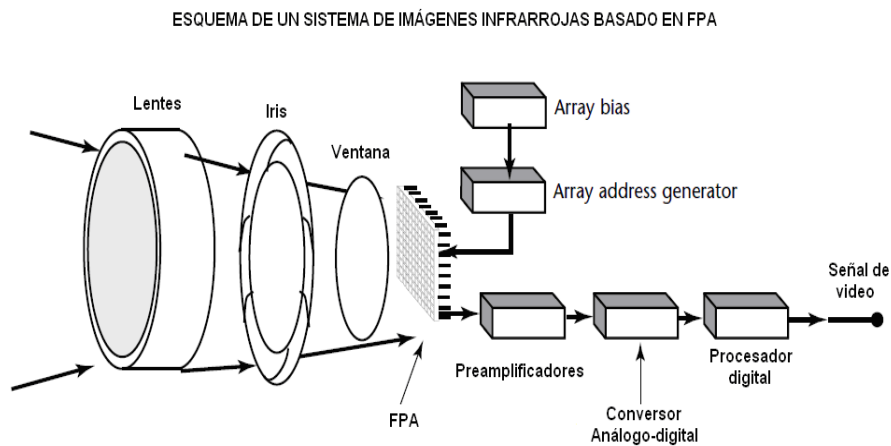 ESQUEMA DE UN SISTEMA DE IMÁGENES INFRARROJAS BASADO EN FPA
Lentes
Iris
Ventana
Array bias
Array address generator
Señal de
video
Preamplificadores
Procesador
digital
FPA
Conversor
Análogo-digital